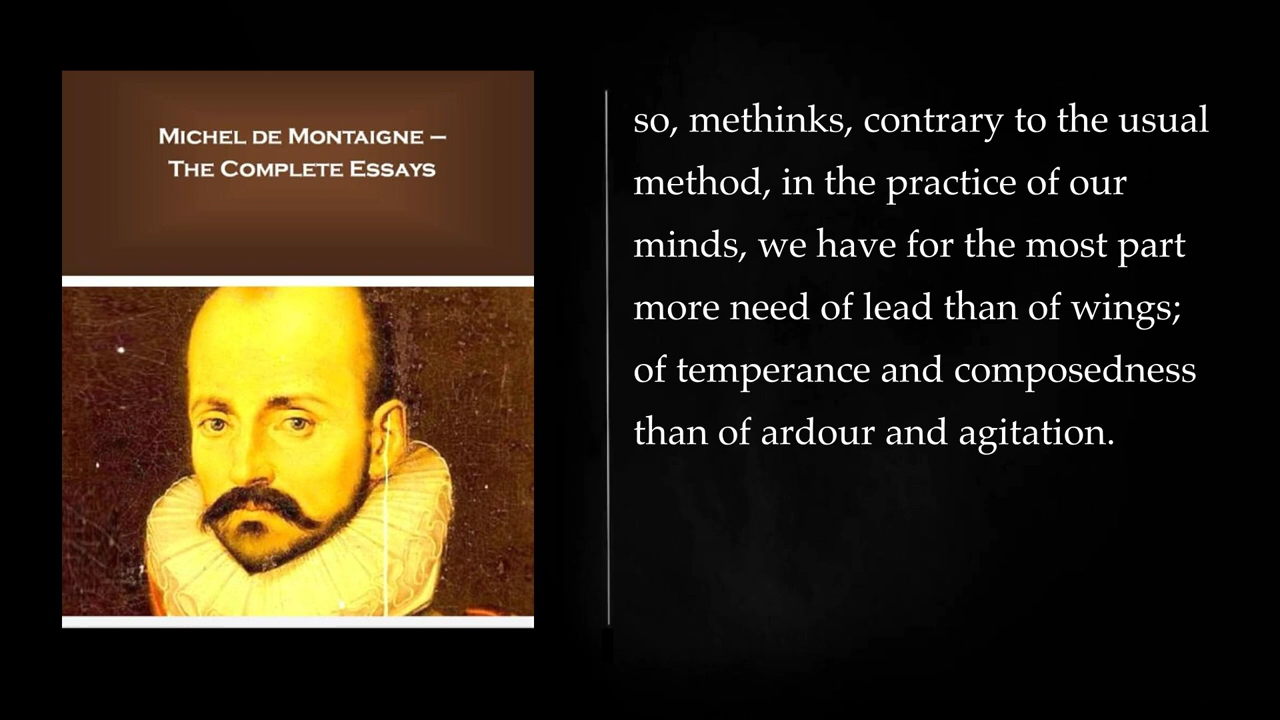 MICHEL DE MONTAIGNE –
THE COMPLETE ESSAYS
so, methinks, contrary to the usual
method, in the practice of our
minds, we have for the most part
more need of lead than of wings;
of temperance and composedness
than of ardour and agitation.